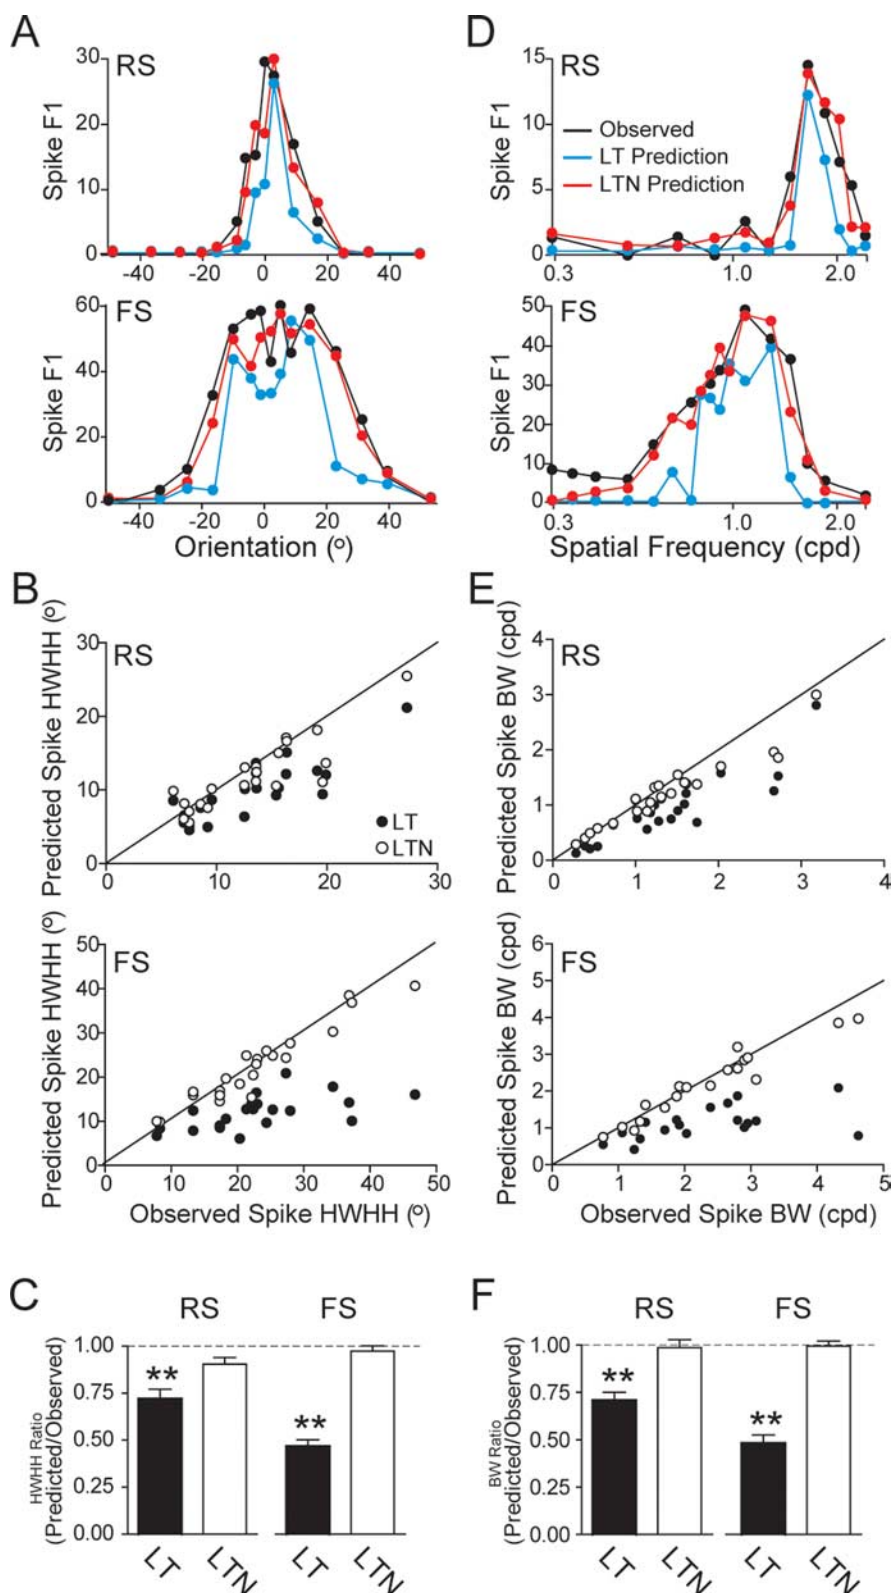 A
RS
Spike F1
30
20
10
0
-40
-20
0
20
40
FS
Spike F1
60
40
20
0
-40
-20
0
20
40
Orientation (o)
D
RS
Spike F1
15
10
5
0
Observed
LT Prediction
LTN Prediction
0.3
1.0
2.0
FS
Spike F1
50
40
30
20
10
0
0.3
1.0
2.0
Spatial Frequency (cpd)
B
RS
Predicted Spike HWHH (o)
30
20
10
0
LT
LTN
0
10
20
30
FS
Predicted Spike HWHH (o)
50
40
30
20
10
0
0
10
20
30
40
50
Observed Spike HWHH (o)
E
RS
Predicted Spike BW (cpd)
4
3
2
1
0
0
1
2
3
4
FS
Predicted Spike BW (cpd)
6
5
4
3
2
1
0
0
1
2
3
4
5
Observed Spike BW (cpd)
C
RS
FS
HWHH Ratio
(Predicted/Observed)
1.00
0.75
0.50
0.25
0.00
**
**
LT
LTN
LT
LTN
F
RS
FS
BW Ratio
(Predicted/Observed)
1.00
0.75
0.50
0.25
0.00
**
**
LT
LTN
LT
LTN